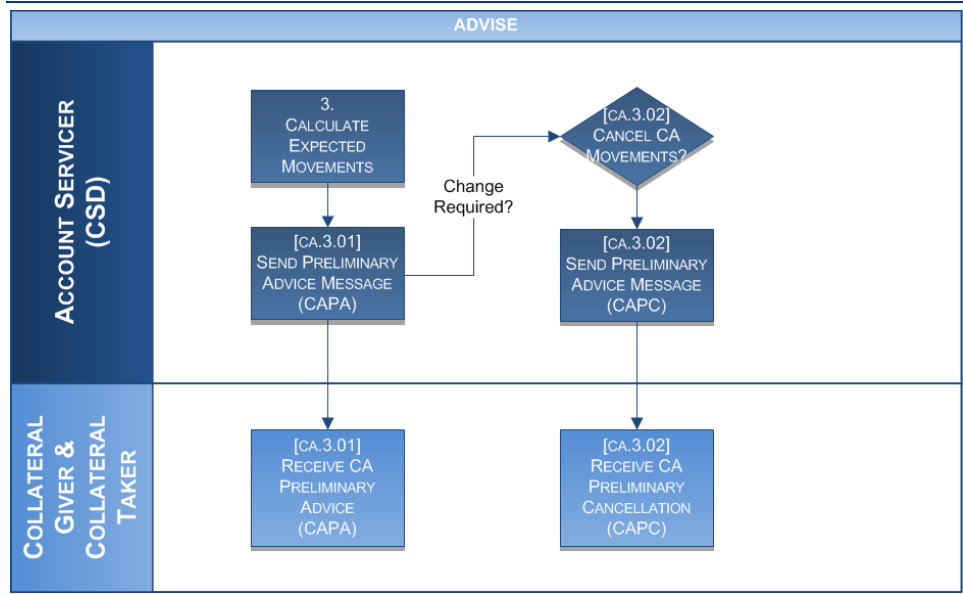 ADVISE
ACCOUNT SERVICER
(CSD)
3.
CALCULATE
EXPECTED
MOVEMENTS
[CA.3.02]
CANCEL CA
MOVEMENTS?
Change
Required?
[CA.3.01]
SEND PRELIMINARY
ADVICE MESSAGE
(CAPA)
[CA.3.02]
SEND PRELIMINARY
ADVICE MESSAGE
(CAPC)
COLLATERAL
GIVER &
COLLATERAL
TAKER
[CA.3.01]
RECEIVE CA
PRELIMINARY
ADVICE
(CAPA)
[CA.3.02]
RECEIVE CA
PRELIMINARY
CANCELLATION
(CAPC)